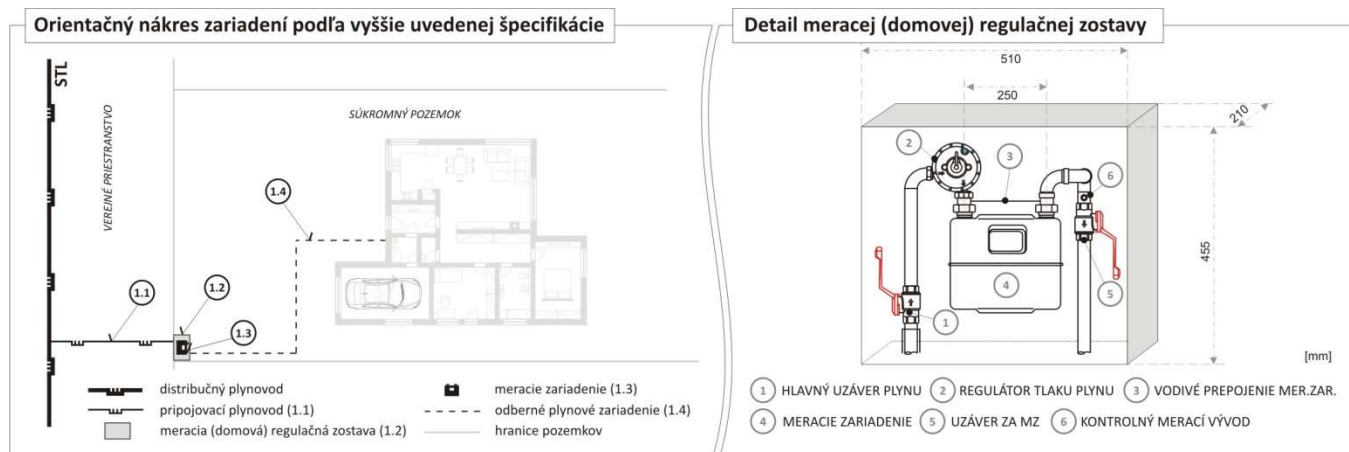 Orientačný nákres zariadení podľa vyššie uvedenej špecifikácie
STL
VEREJNÉ PRIESTRANSTVO
SÚKROMNÝ POZEMOK
1.4
1.1
1.2
1.3
distribučný plynovod
pripojovací plynovod (1.1)
meracia (domová) regulačná zostava (1.2)
meracie zariadenie (1.3)
odberné plynové zariadenie (1.4)
hranice pozemkov
Detail meracej (domovej) regulačnej zostavy
510
250
210
2
3
6
455
4
5
1
[mm]
1 HLAVNÝ UZÁVER PLYNU 2 REGULÁTOR TLAKU PLYNU 3 VODIVÉ PREPOJENIE MER.ZAR.
4 MERACIE ZARIADENIE 5 UZÁVER ZA MZ 6 KONTROLNÝ MERACÍ VÝVOD